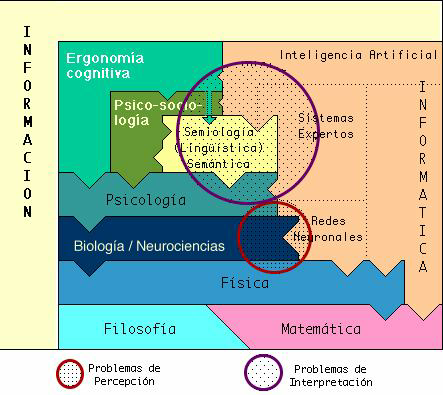 INFORMACION
Ergonomía
cognitiva
Inteligencia Artificial
Psico-socio-
logía
Semiología
(Lingüística)
Semántica
Sistemas
Expertos
INFORMATICA
Psicología
Redes
Neuronales
Biología / Neurociencias
Física
Filosofía
Matemática
Problemas de
Percepción
Problemas de
Interpretación